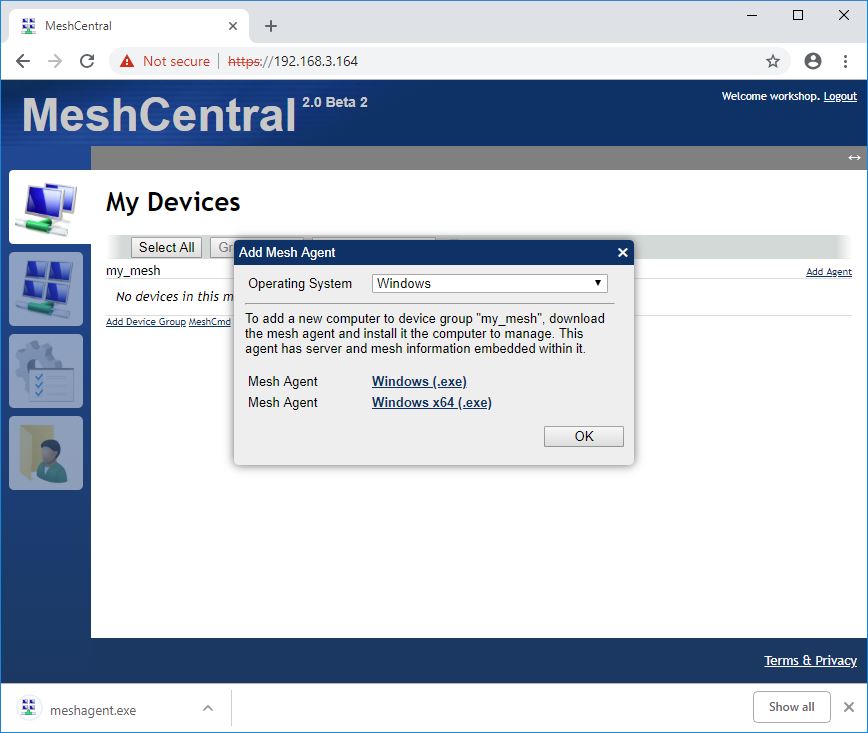 MeshCentral
Not secure | https://192.168.3.164
MeshCentral 2.0 Beta 2
Welcome workshop. Logout
My Devices
Select All Gr
my_mesh
Add Agent
No devices in this m
Add Device Group MeshCmd
Add Mesh Agent
Operating System Windows
To add a new computer to device group "my_mesh", download
the mesh agent and install it the computer to manage. This
agent has server and mesh information embedded within it.
Mesh Agent Windows (.exe)
Mesh Agent Windows x64 (.exe)
OK
Terms & Privacy
meshagent.exe
Show all